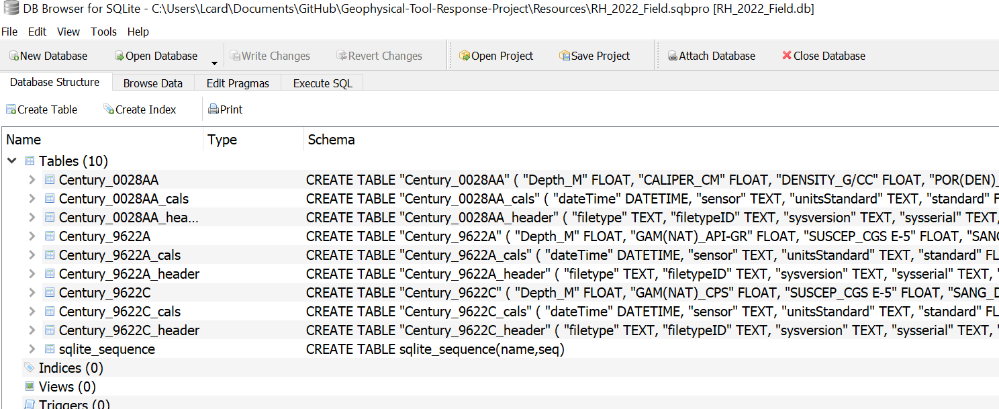 DB Browser for SQLite - C:\Users\Lcard\Documents\GitHub\Geophysical-Tool-Response-Project\Resources\RH_2022_Field.sqbpro [RH_2022_Field.db]
File Edit View Tools Help
New Database Open Database Write Changes Revert Changes Open Project Save Project Attach Database Close Database
Database Structure Browse Data Edit Pragmas Execute SQL
Create Table Create Index Print
Name Type Schema
Tables (10)
Century_0028AA CREATE TABLE "Century_0028AA" ( "Depth_M" FLOAT, "CALIPER_CM" FLOAT, "DENSITY_G/CC" FLOAT, "POR(DEN)_
Century_0028AA_cals CREATE TABLE "Century_0028AA_cals" ( "dateTime" DATETIME, "sensor" TEXT, "unitsStandard" TEXT, "standard" F
Century_0028AA_hea... CREATE TABLE "Century_0028AA_header" ( "filetype" TEXT, "filetypeID" TEXT, "sysversion" TEXT, "sysserial" TEXT,
Century_9622A CREATE TABLE "Century_9622A" ( "Depth_M" FLOAT, "GAM(NAT)_API-GR" FLOAT, "SUSCEP_CGS E-5" FLOAT, "SANG
Century_9622A_cals CREATE TABLE "Century_9622A_cals" ( "dateTime" DATETIME, "sensor" TEXT, "unitsStandard" TEXT, "standard" FL
Century_9622A_header CREATE TABLE "Century_9622A_header" ( "filetype" TEXT, "filetypeID" TEXT, "sysversion" TEXT, "sysserial" TEXT, "
Century_9622C CREATE TABLE "Century_9622C" ( "Depth_M" FLOAT, "GAM(NAT)_CPS" FLOAT, "SUSCEP_CGS E-5" FLOAT, "SANG_D
Century_9622C_cals CREATE TABLE "Century_9622C_cals" ( "dateTime" DATETIME, "sensor" TEXT, "unitsStandard" TEXT, "standard" FL
Century_9622C_header CREATE TABLE "Century_9622C_header" ( "filetype" TEXT, "filetypeID" TEXT, "sysversion" TEXT, "sysserial" TEXT, "
sqlite_sequence CREATE TABLE sqlite_sequence(name,seq)
Indices (0)
Views (0)
Triggers (0)